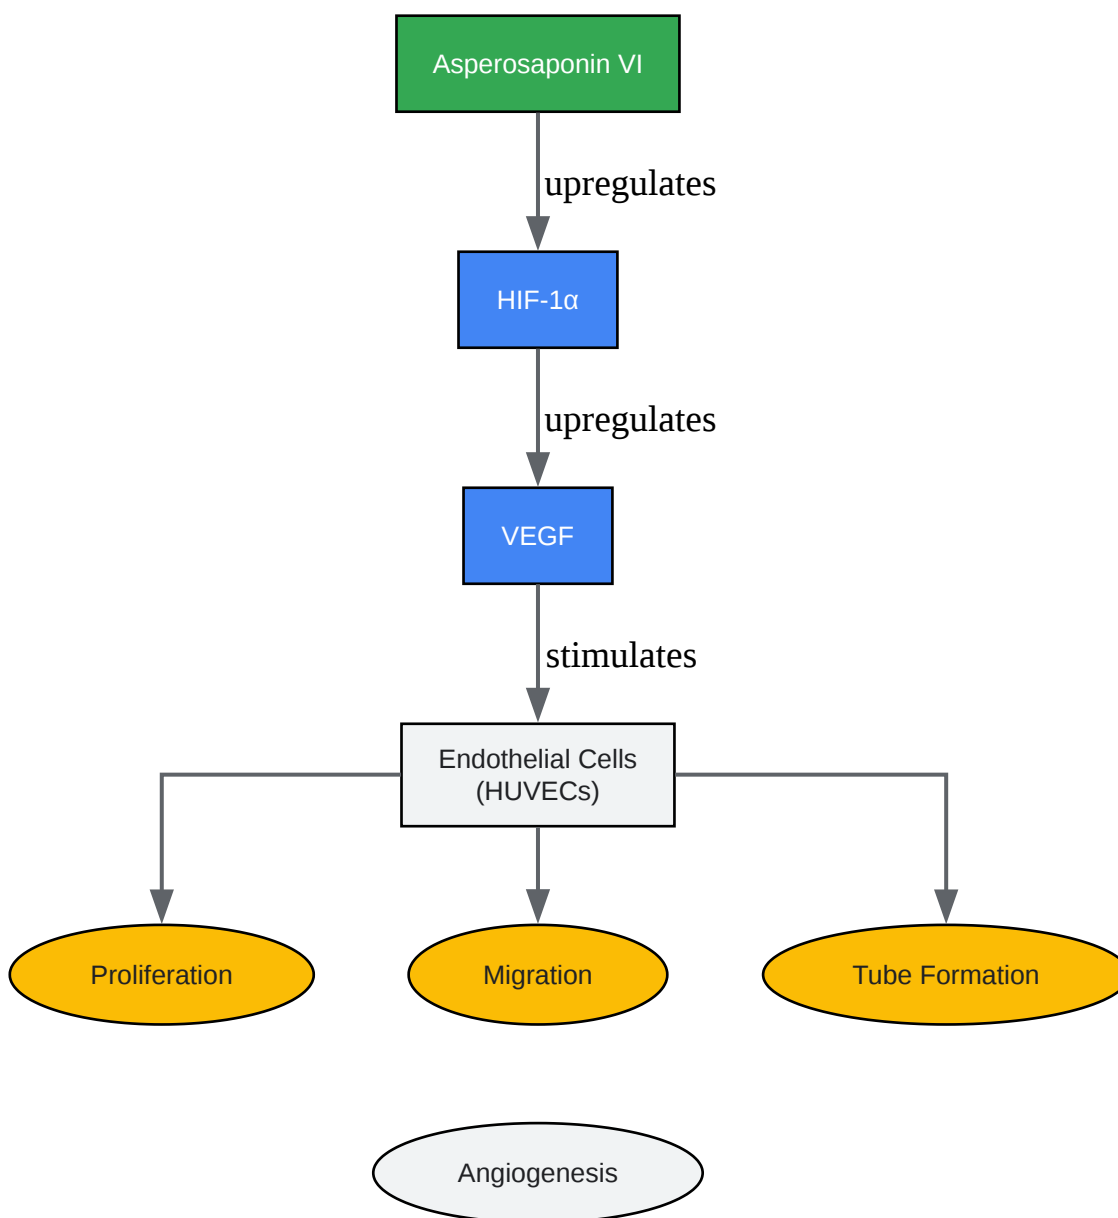 Asperosaponin VI
upregulates
HIF-1α
upregulates
VEGF
stimulates
Endothelial Cells
(HUVECs)
Proliferation
Migration
Tube Formation
Angiogenesis